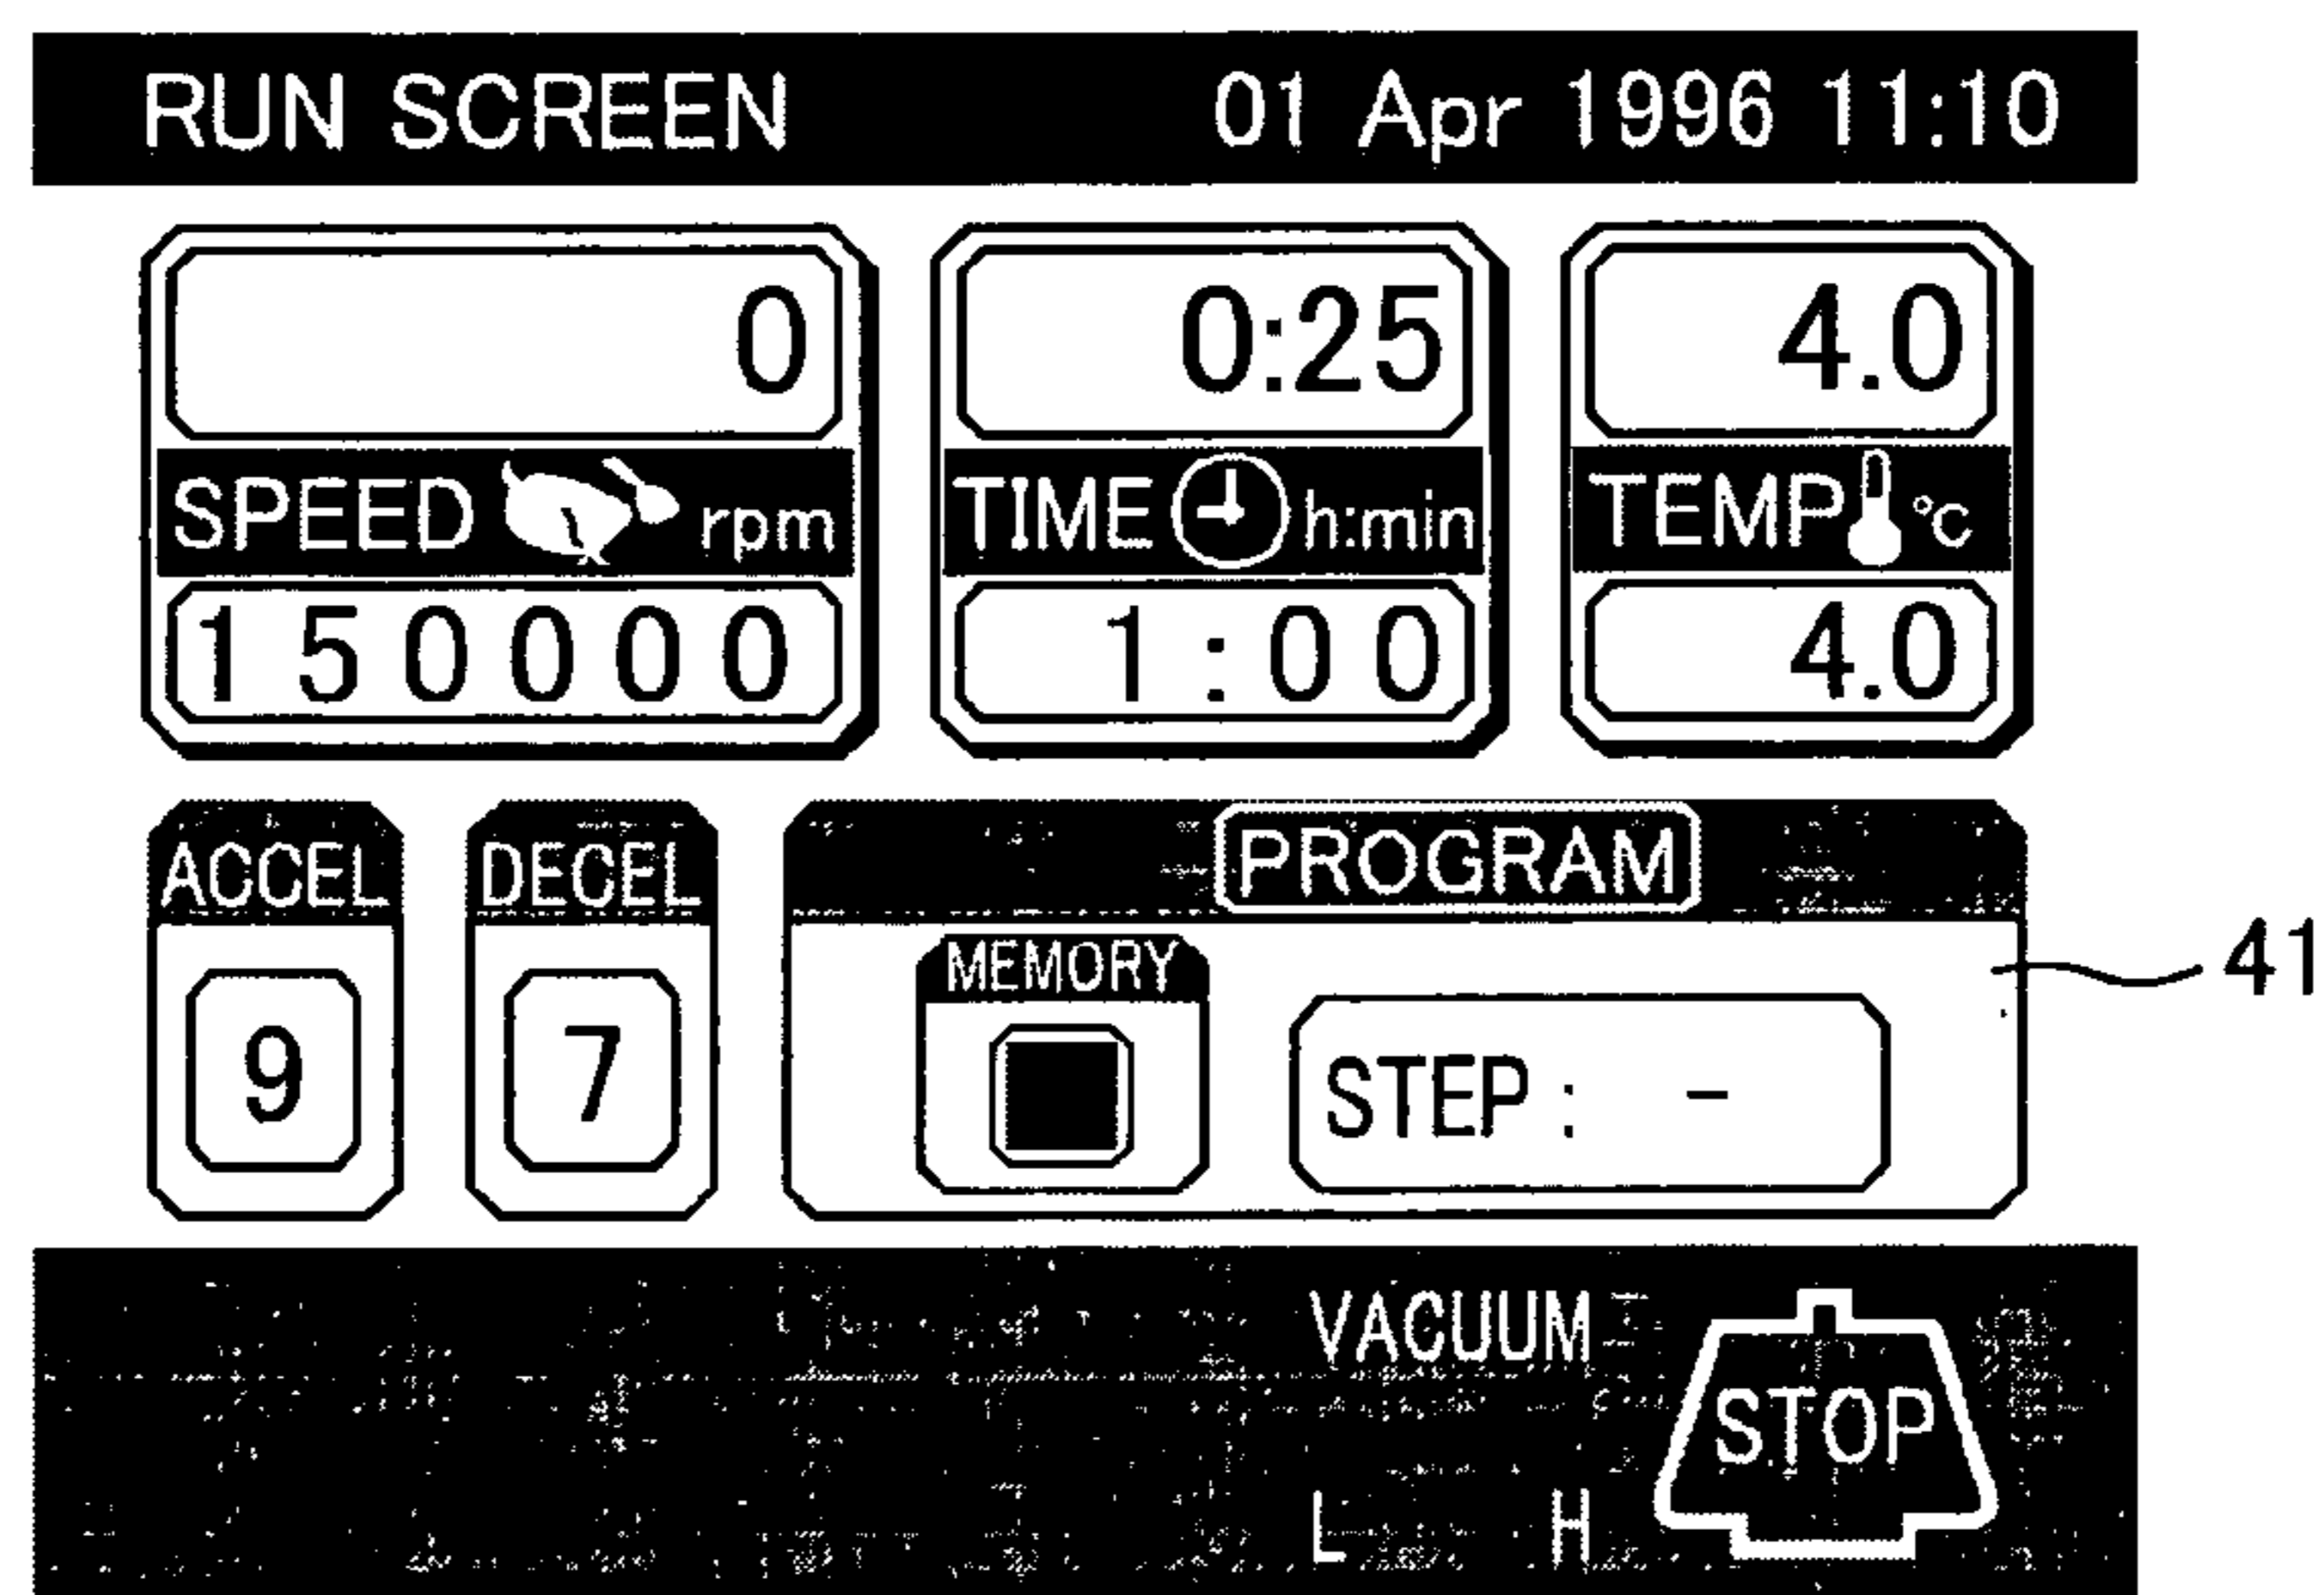 RUN SCREEN 01 Apr 1996 11:10
0 0:25 4.0
SPEED rpm TIME h:min TEMP °C
150000 1:00 4.0
ACCEL DECEL PROGRAM
MEMORY 41
9 7 STEP : -
VACUUM
STOP
L H